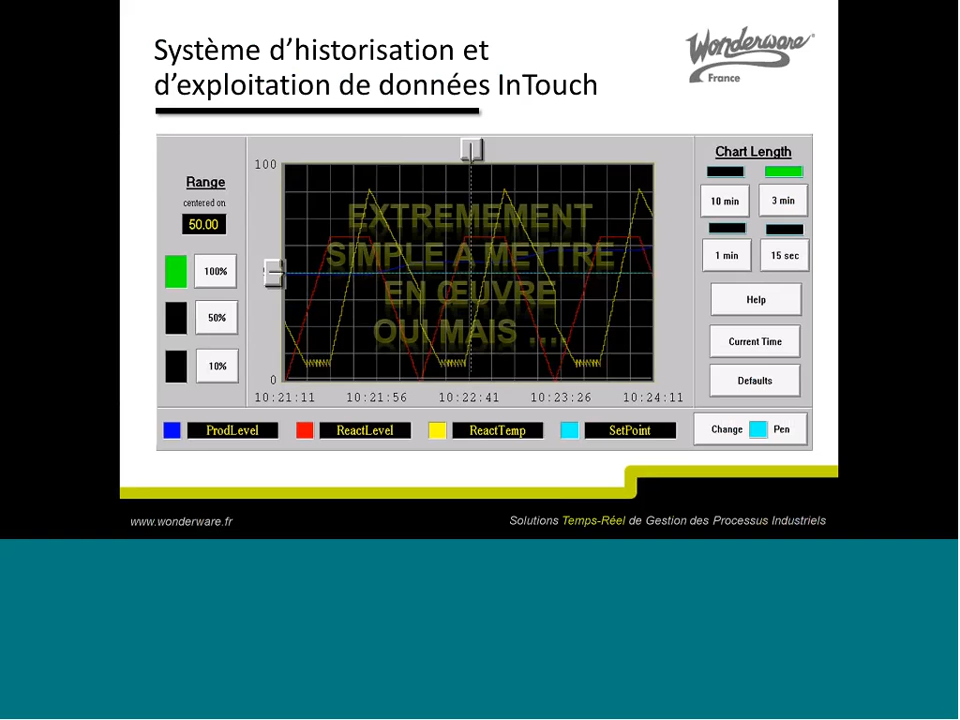 Système d’historisation et
d’exploitation de données InTouch
Wonderware
France
Range
centered on
50.00
100%
50%
10%
100
0
EXTREMEMENT
SIMPLE A METTRE
EN ŒUVRE
OUI MAIS ....
10:21:11 10:21:56 10:22:41 10:23:26 10:24:11
Chart Length
10 min 3 min
1 min 15 sec
Help
Current Time
Defaults
ProdLevel ReactLevel ReactTemp SetPoint
Change Pen
www.wonderware.fr
Solutions Temps-Réel de Gestion des Processus Industriels